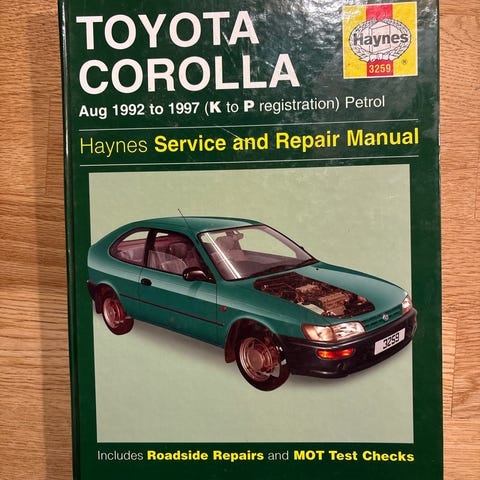 TOYOTA
COROLLA
Aug 1992 to 1997 (K to P registration) Petrol
Haynes
3259
Haynes Service and Repair Manual
3259
Includes Roadside Repairs and MOT Test Checks